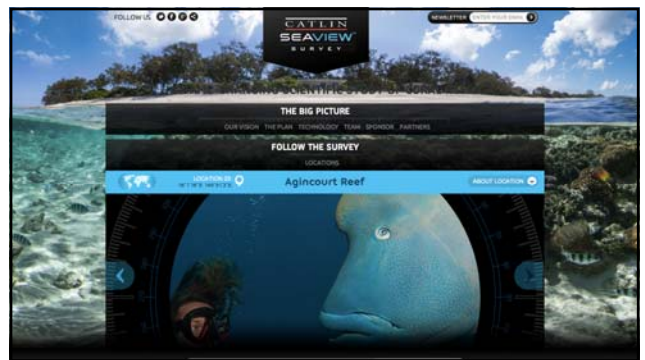 FOLLOW US
CATLIN
SEAVIEW
SURVEY
NEWSLETTER ENTER YOUR EMAIL
THE BIG PICTURE
OUR VISION THE PLAN TECHNOLOGY TEAM SPONSOR PARTNERS
FOLLOW THE SURVEY
LOCATIONS
Agincourt Reef
ABOUT LOCATION